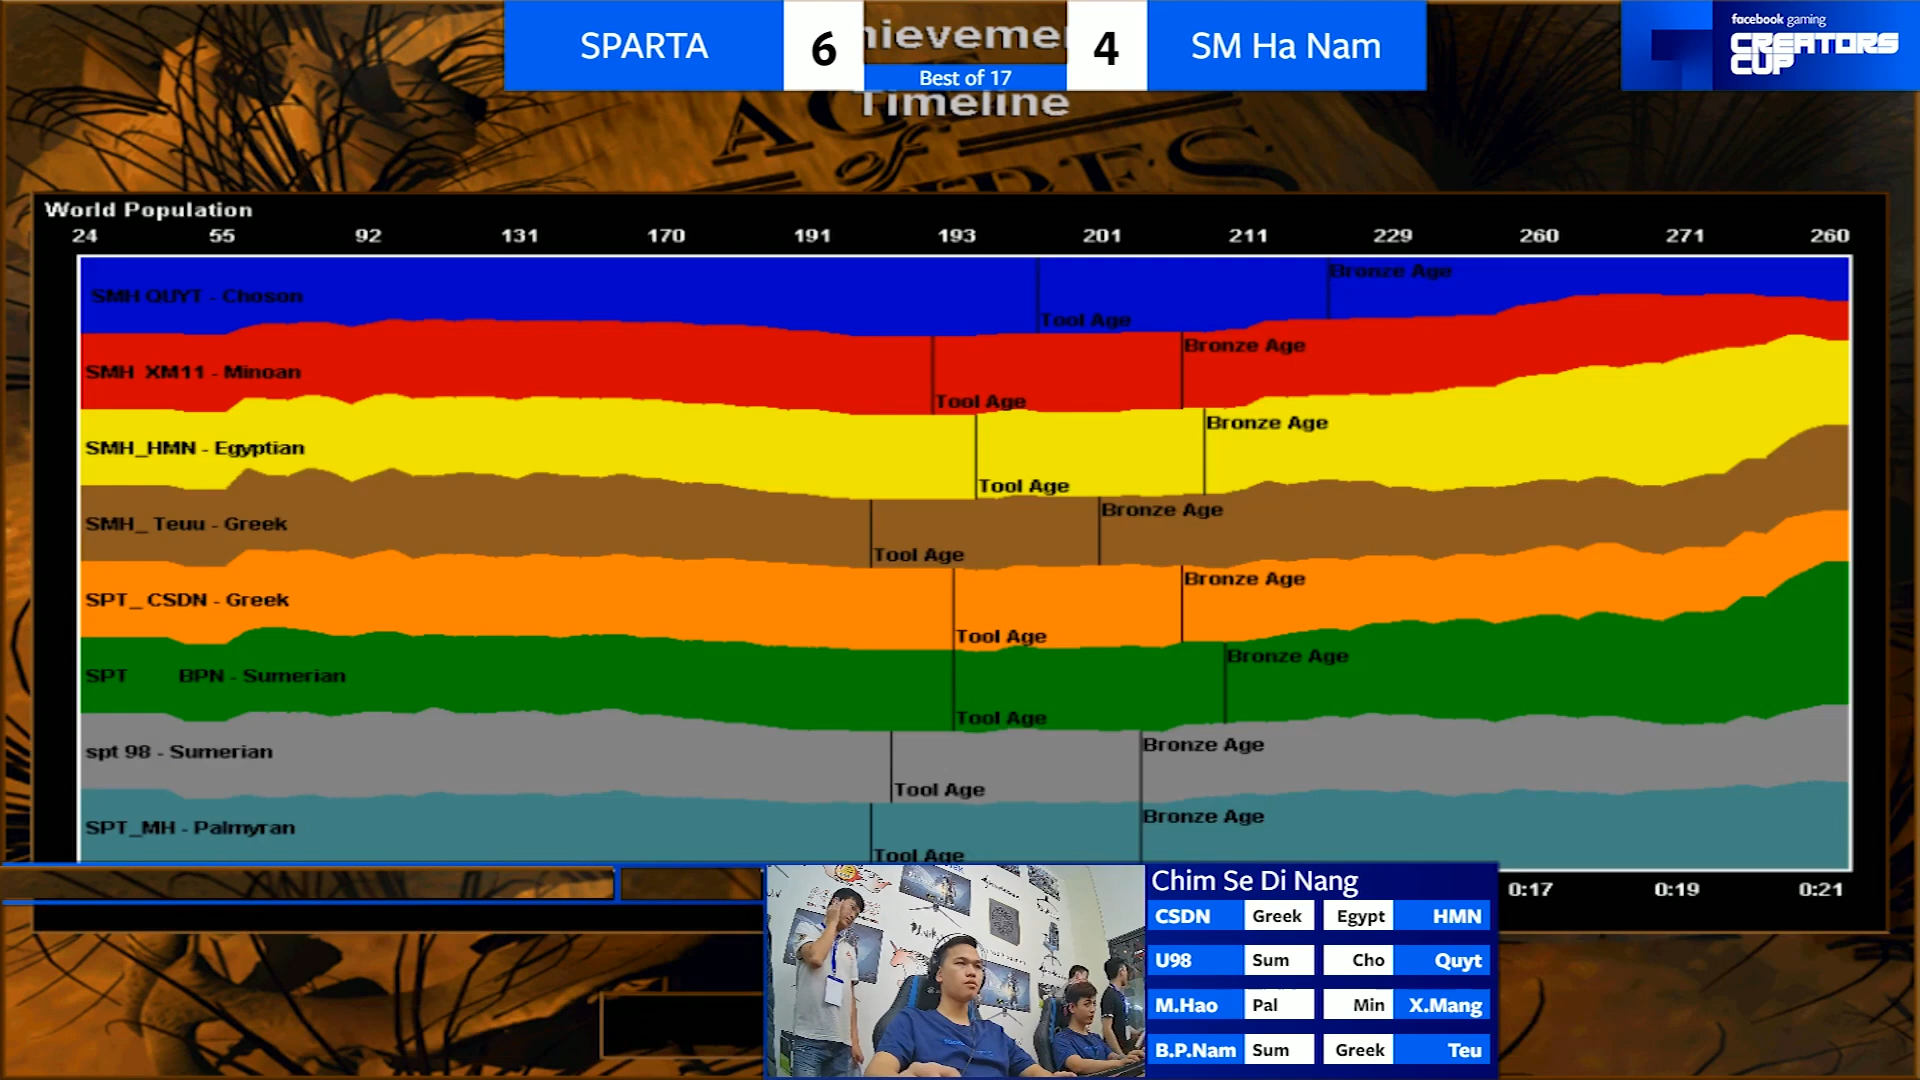 SPARTA
6
hievemen
Best of 17
4
SM Ha Nam
facebook gaming
CREATORS
CUP
Timeline
AGE
of
EMPIRES
World Population
24 55 92 131 170 191 193 201 211 229 260 271 260
SMH QUYT - Choson
Tool Age
Bronze Age
SMH XM11 - Minoan
Tool Age
Bronze Age
SMH_HMN - Egyptian
Tool Age
Bronze Age
SMH_ Teuu - Greek
Tool Age
Bronze Age
SPT_ CSDN - Greek
Tool Age
Bronze Age
SPT BPN - Sumerian
Tool Age
Bronze Age
spt 98 - Sumerian
Tool Age
Bronze Age
SPT_MH - Palmyran
Tool Age
Bronze Age
0:17 0:19 0:21
Chim Se Di Nang
CSDN Greek Egypt HMN
U98 Sum Cho Quyt
M.Hao Pal Min X.Mang
B.P.Nam Sum Greek Teu